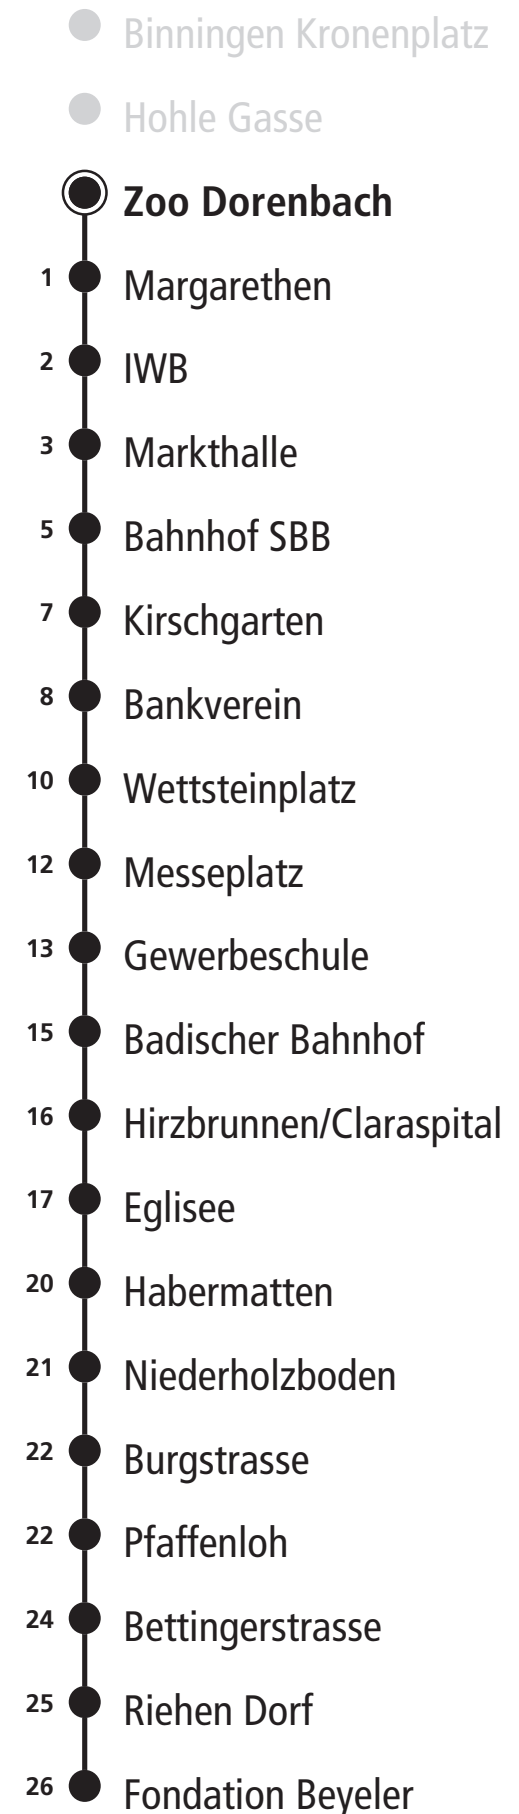 Binningen Kronenplatz
Hohle Gasse
Zoo Dorenbach
1 Margarethen
2 IWB
3 Markthalle
5 Bahnhof SBB
7 Kirschgarten
8 Bankverein
10 Wettsteinplatz
12 Messeplatz
13 Gewerbeschule
15 Badischer Bahnhof
16 Hirzbrunnen/Claraspital
17 Eglisee
20 Habermatten
21 Niederholzboden
22 Burgstrasse
22 Pfaffenloh
24 Bettingerstrasse
25 Riehen Dorf
26 Fondation Beyeler